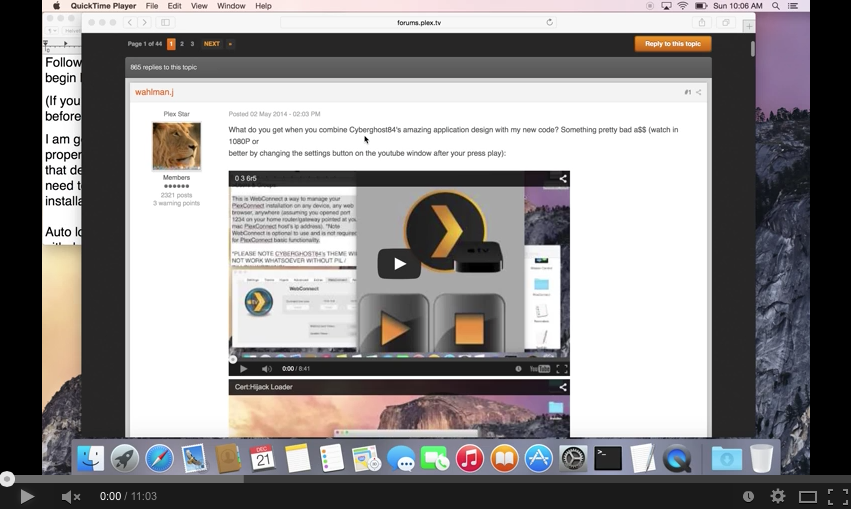 QuickTime Player File Edit View Window Help
Sun 10:06 AM
forums.plex.tv
Page 1 of 44 1 2 3 NEXT »
Reply to this topic
865 replies to this topic
wahlman.j
#1
Plex Star
Members
2321 posts
3 warning points
Posted 02 May 2014 - 02:03 PM
What do you get when you combine Cyberghost84's amazing application design with my new code? Something pretty bad a$$ (watch in
1080P or
better by changing the settings button on the youtube window after your press play):
Follow
begin
(If you
before
I am
proper
that de
need t
installa
Auto lo
0 3 6r5
This is WebConnect a way to manage your
PlexConnect installation on any device, any web
browser, anywhere (assuming you opened port
1234 on your home router/gateway pointed at your
mac PlexConnect host's ip address). *Note
WebConnect is optional to use and is not required
for PlexConnect basic functionality.
*PLEASE NOTE CYBERGHOST84's THEME WILL
NOT WORK WHATSOEVER WITHOUT PIL /
WebConnect
0:00 / 8:41
YouTube
Cert:Hijack Loader
DEC
21
0:00 / 11:03